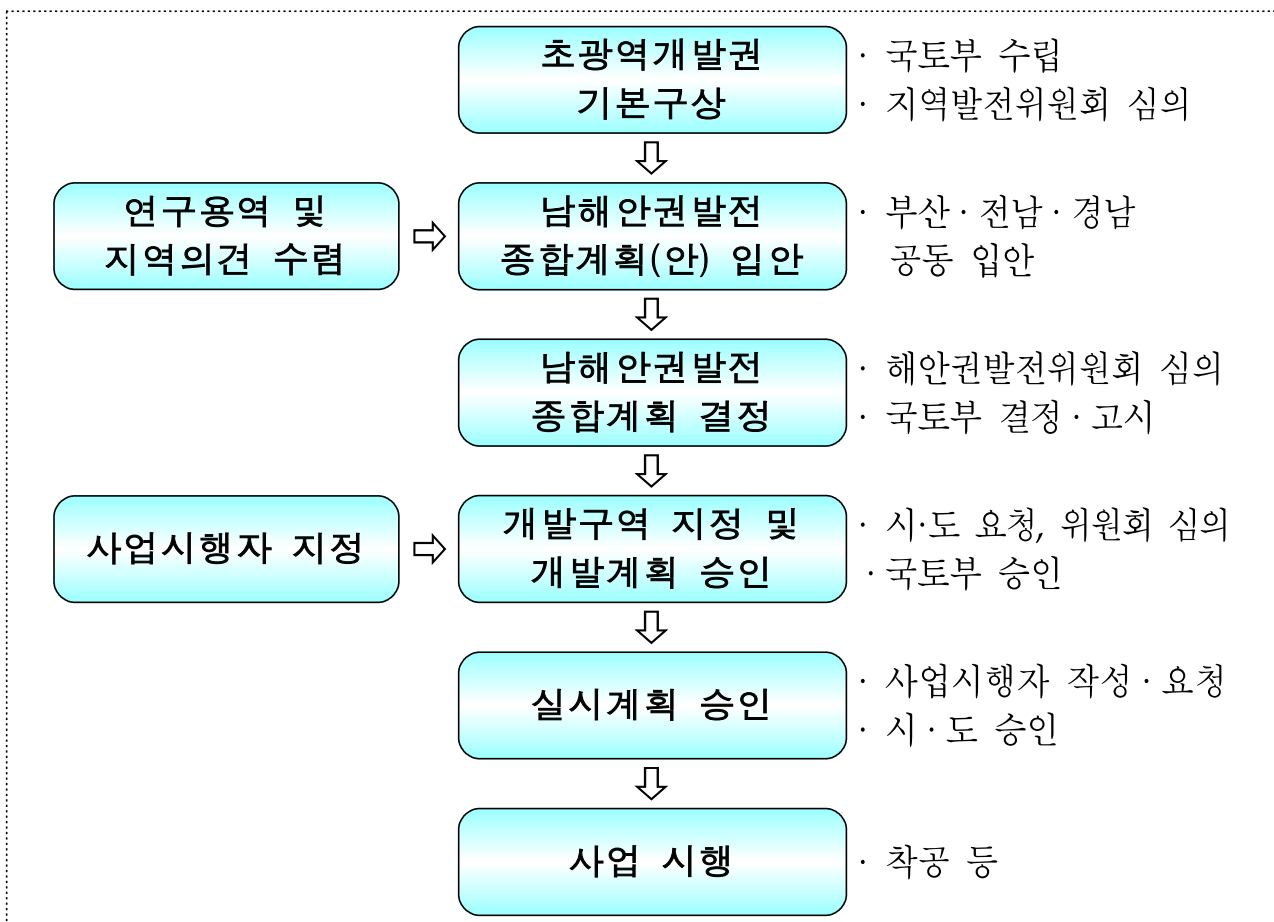 초광역개발권
기본구상
· 국토부 수립
· 지역발전위원회 심의
연구용역 및
지역의견 수렴
남해안권발전
종합계획(안) 입안
· 부산 · 전남 · 경남
공동 입안
남해안권발전
종합계획 결정
· 해안권발전위원회 심의
· 국토부 결정 · 고시
사업시행자 지정
개발구역 지정 및
개발계획 승인
· 시·도 요청, 위원회 심의
· 국토부 승인
실시계획 승인
· 사업시행자 작성 · 요청
· 시 · 도 승인
사업 시행
· 착공 등